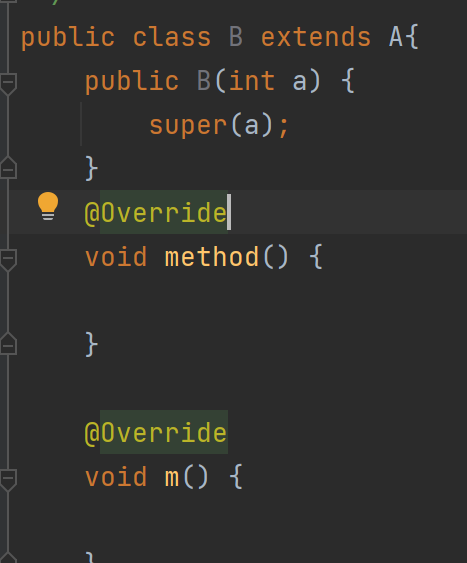 public class B extends A{
    public B(int a) {
        super(a);
    }
    @Override
    void method() {
    }
    @Override
    void m() {
    }